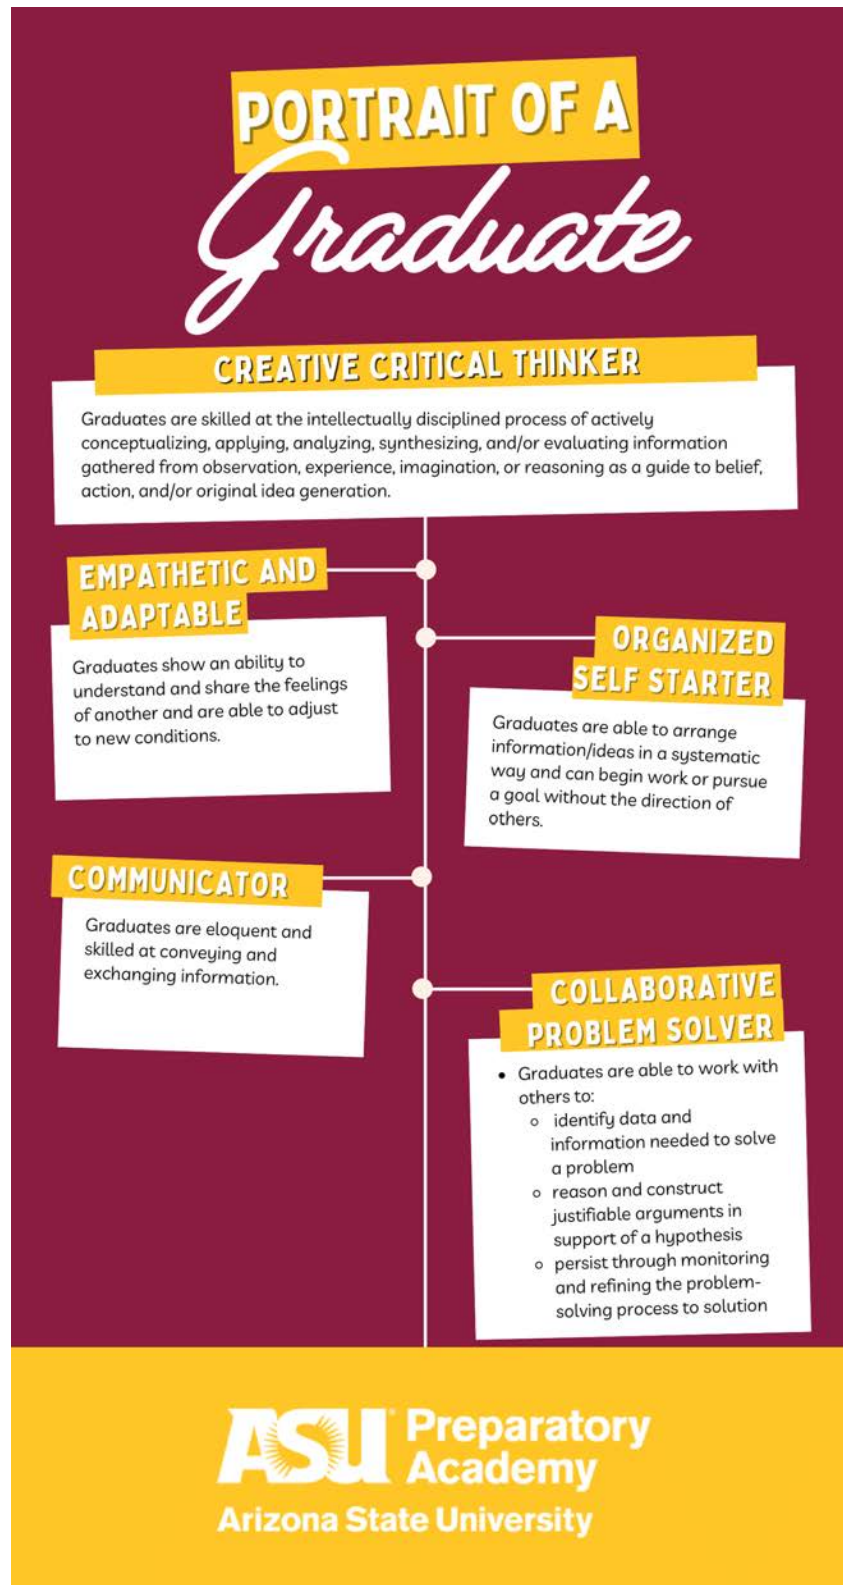 PORTRAIT OF A
Graduate
CREATIVE CRITICAL THINKER
Graduates are skilled at the intellectually disciplined process of actively
conceptualizing, applying, analyzing, synthesizing, and/or evaluating information
gathered from observation, experience, imagination, or reasoning as a guide to belief,
action, and/or original idea generation.
EMPATHETIC AND
ADAPTABLE
Graduates show an ability to
understand and share the feelings
of another and are able to adjust
to new conditions.
ORGANIZED
SELF STARTER
Graduates are able to arrange
information/ideas in a systematic
way and can begin work or pursue
a goal without the direction of
others.
COMMUNICATOR
Graduates are eloquent and
skilled at conveying and
exchanging information.
COLLABORATIVE
PROBLEM SOLVER
• Graduates are able to work with
others to:
○ identify data and
information needed to solve
a problem
○ reason and construct
justifiable arguments in
support of a hypothesis
○ persist through monitoring
and refining the problem-
solving process to solution
ASU Preparatory
Academy
Arizona State University